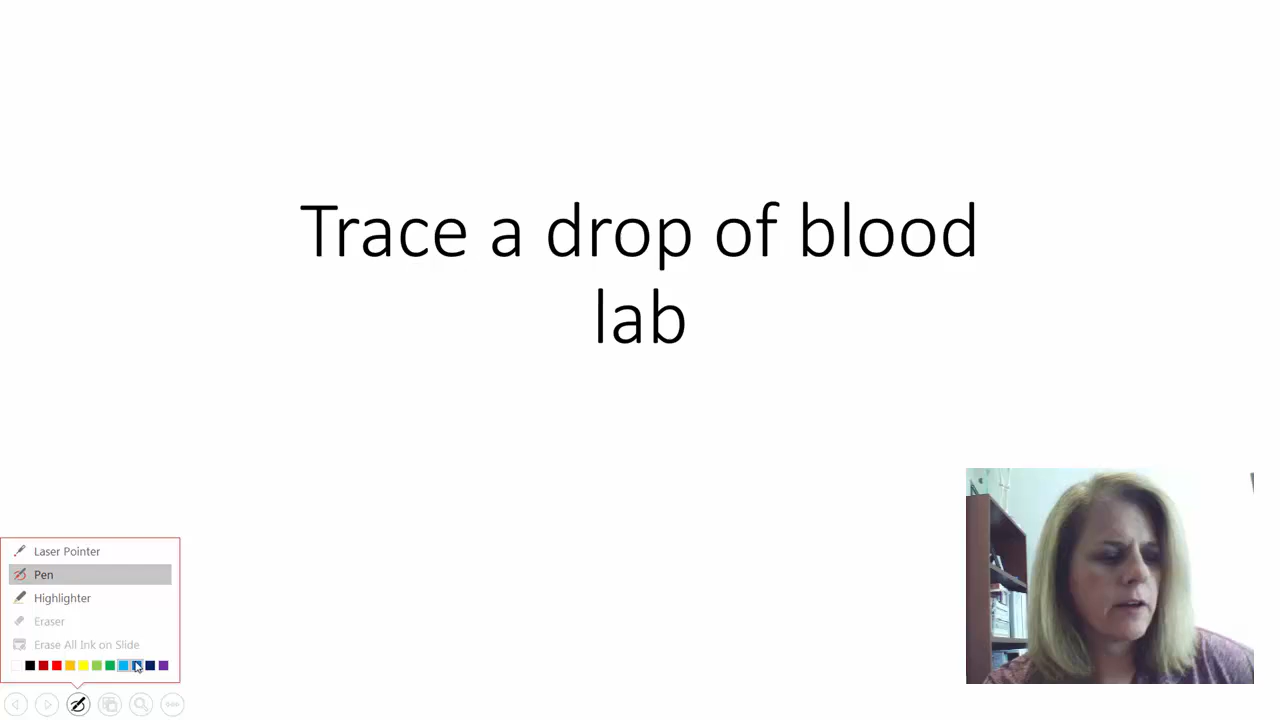 Trace a drop of blood
lab
Laser Pointer
Pen
Highlighter
Eraser
Erase All Ink on Slide